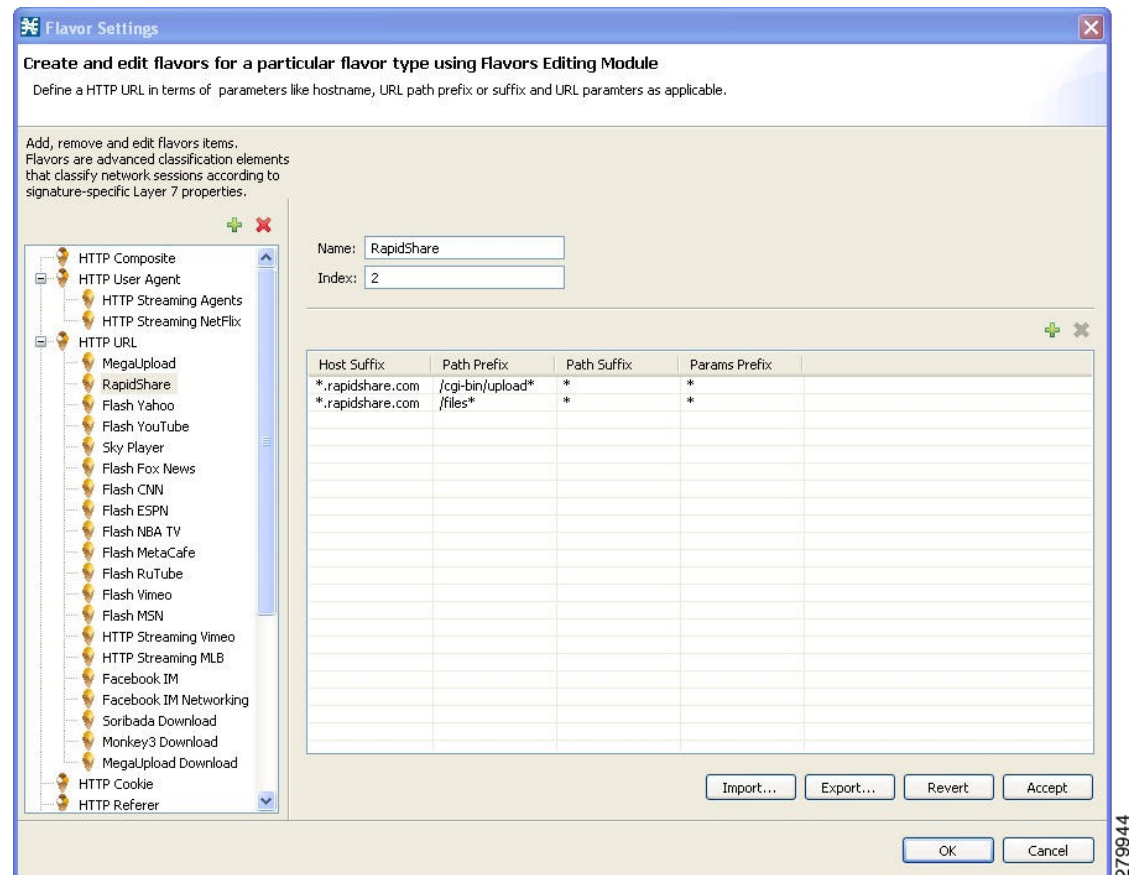 Flavor Settings
Create and edit flavors for a particular flavor type using Flavors Editing Module
Define a HTTP URL in terms of parameters like hostname, URL path prefix or suffix and URL paramters as applicable.
Add, remove and edit flavors items.
Flavors are advanced classification elements
that classify network sessions according to
signature-specific Layer 7 properties.
HTTP Composite
HTTP User Agent
HTTP Streaming Agents
HTTP Streaming NetFlix
HTTP URL
MegaUpload
RapidShare
Flash Yahoo
Flash YouTube
Sky Player
Flash Fox News
Flash CNN
Flash ESPN
Flash NBA TV
Flash MetaCafe
Flash RuTube
Flash Vimeo
Flash MSN
HTTP Streaming Vimeo
HTTP Streaming MLB
Facebook IM
Facebook IM Networking
Soribada Download
Monkey3 Download
MegaUpload Download
HTTP Cookie
HTTP Referer
Name: RapidShare
Index: 2
Host Suffix Path Prefix Path Suffix Params Prefix
*.rapidshare.com /cgi-bin/upload* * *
*.rapidshare.com /files* * *
Import... Export... Revert Accept
OK Cancel
279944